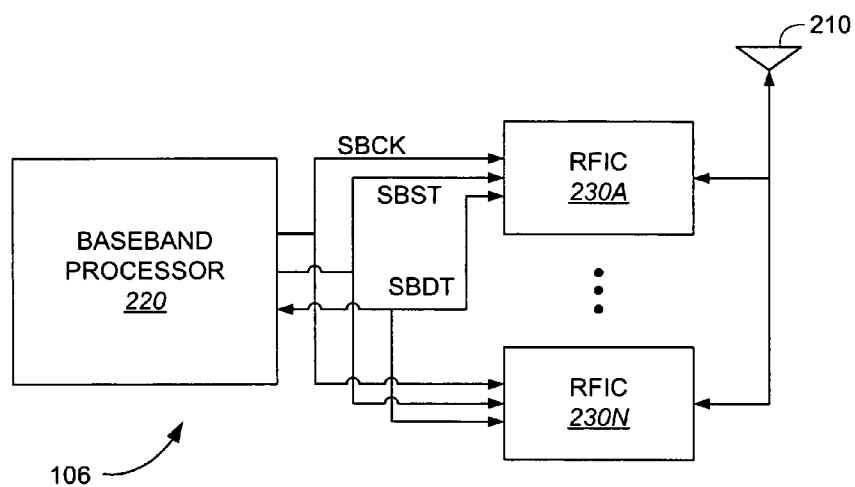 210
SBCK
RFIC
230A
SBST
BASEBAND
PROCESSOR
220
SBDT
RFIC
230N
106